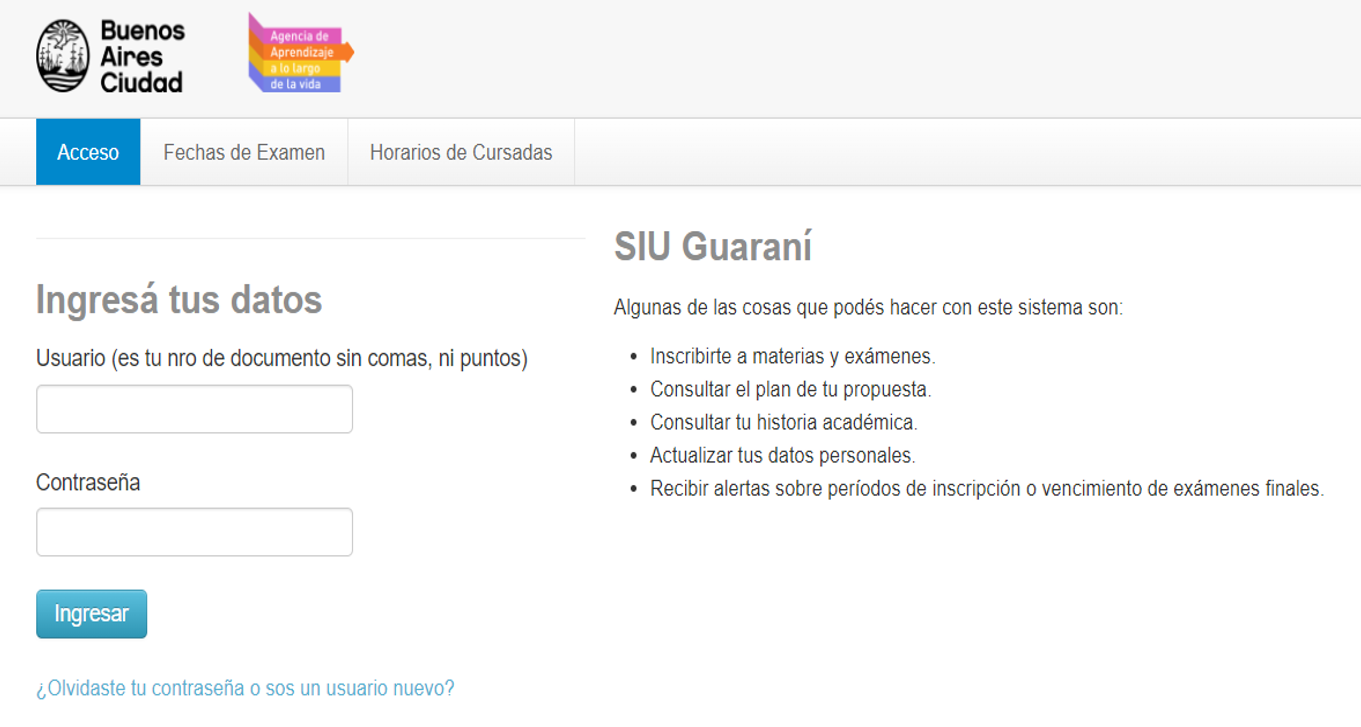 Buenos
Aires
Ciudad
Agencia de
Aprendizaje
a lo largo
de la vida
Acceso
Fechas de Examen
Horarios de Cursadas
Ingresá tus datos
Usuario (es tu nro de documento sin comas, ni puntos)
Contraseña
Ingresar
¿Olvidaste tu contraseña o sos un usuario nuevo?
SIU Guaraní
Algunas de las cosas que podés hacer con este sistema son:
• Inscribirte a materias y exámenes.
• Consultar el plan de tu propuesta.
• Consultar tu historia académica.
• Actualizar tus datos personales.
• Recibir alertas sobre períodos de inscripción o vencimiento de exámenes finales.